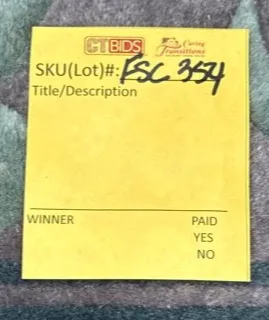 CTBIDS Caring Transitions
SKU(Lot)#: FSC 354
Title/Description
WINNER PAID
YES
NO